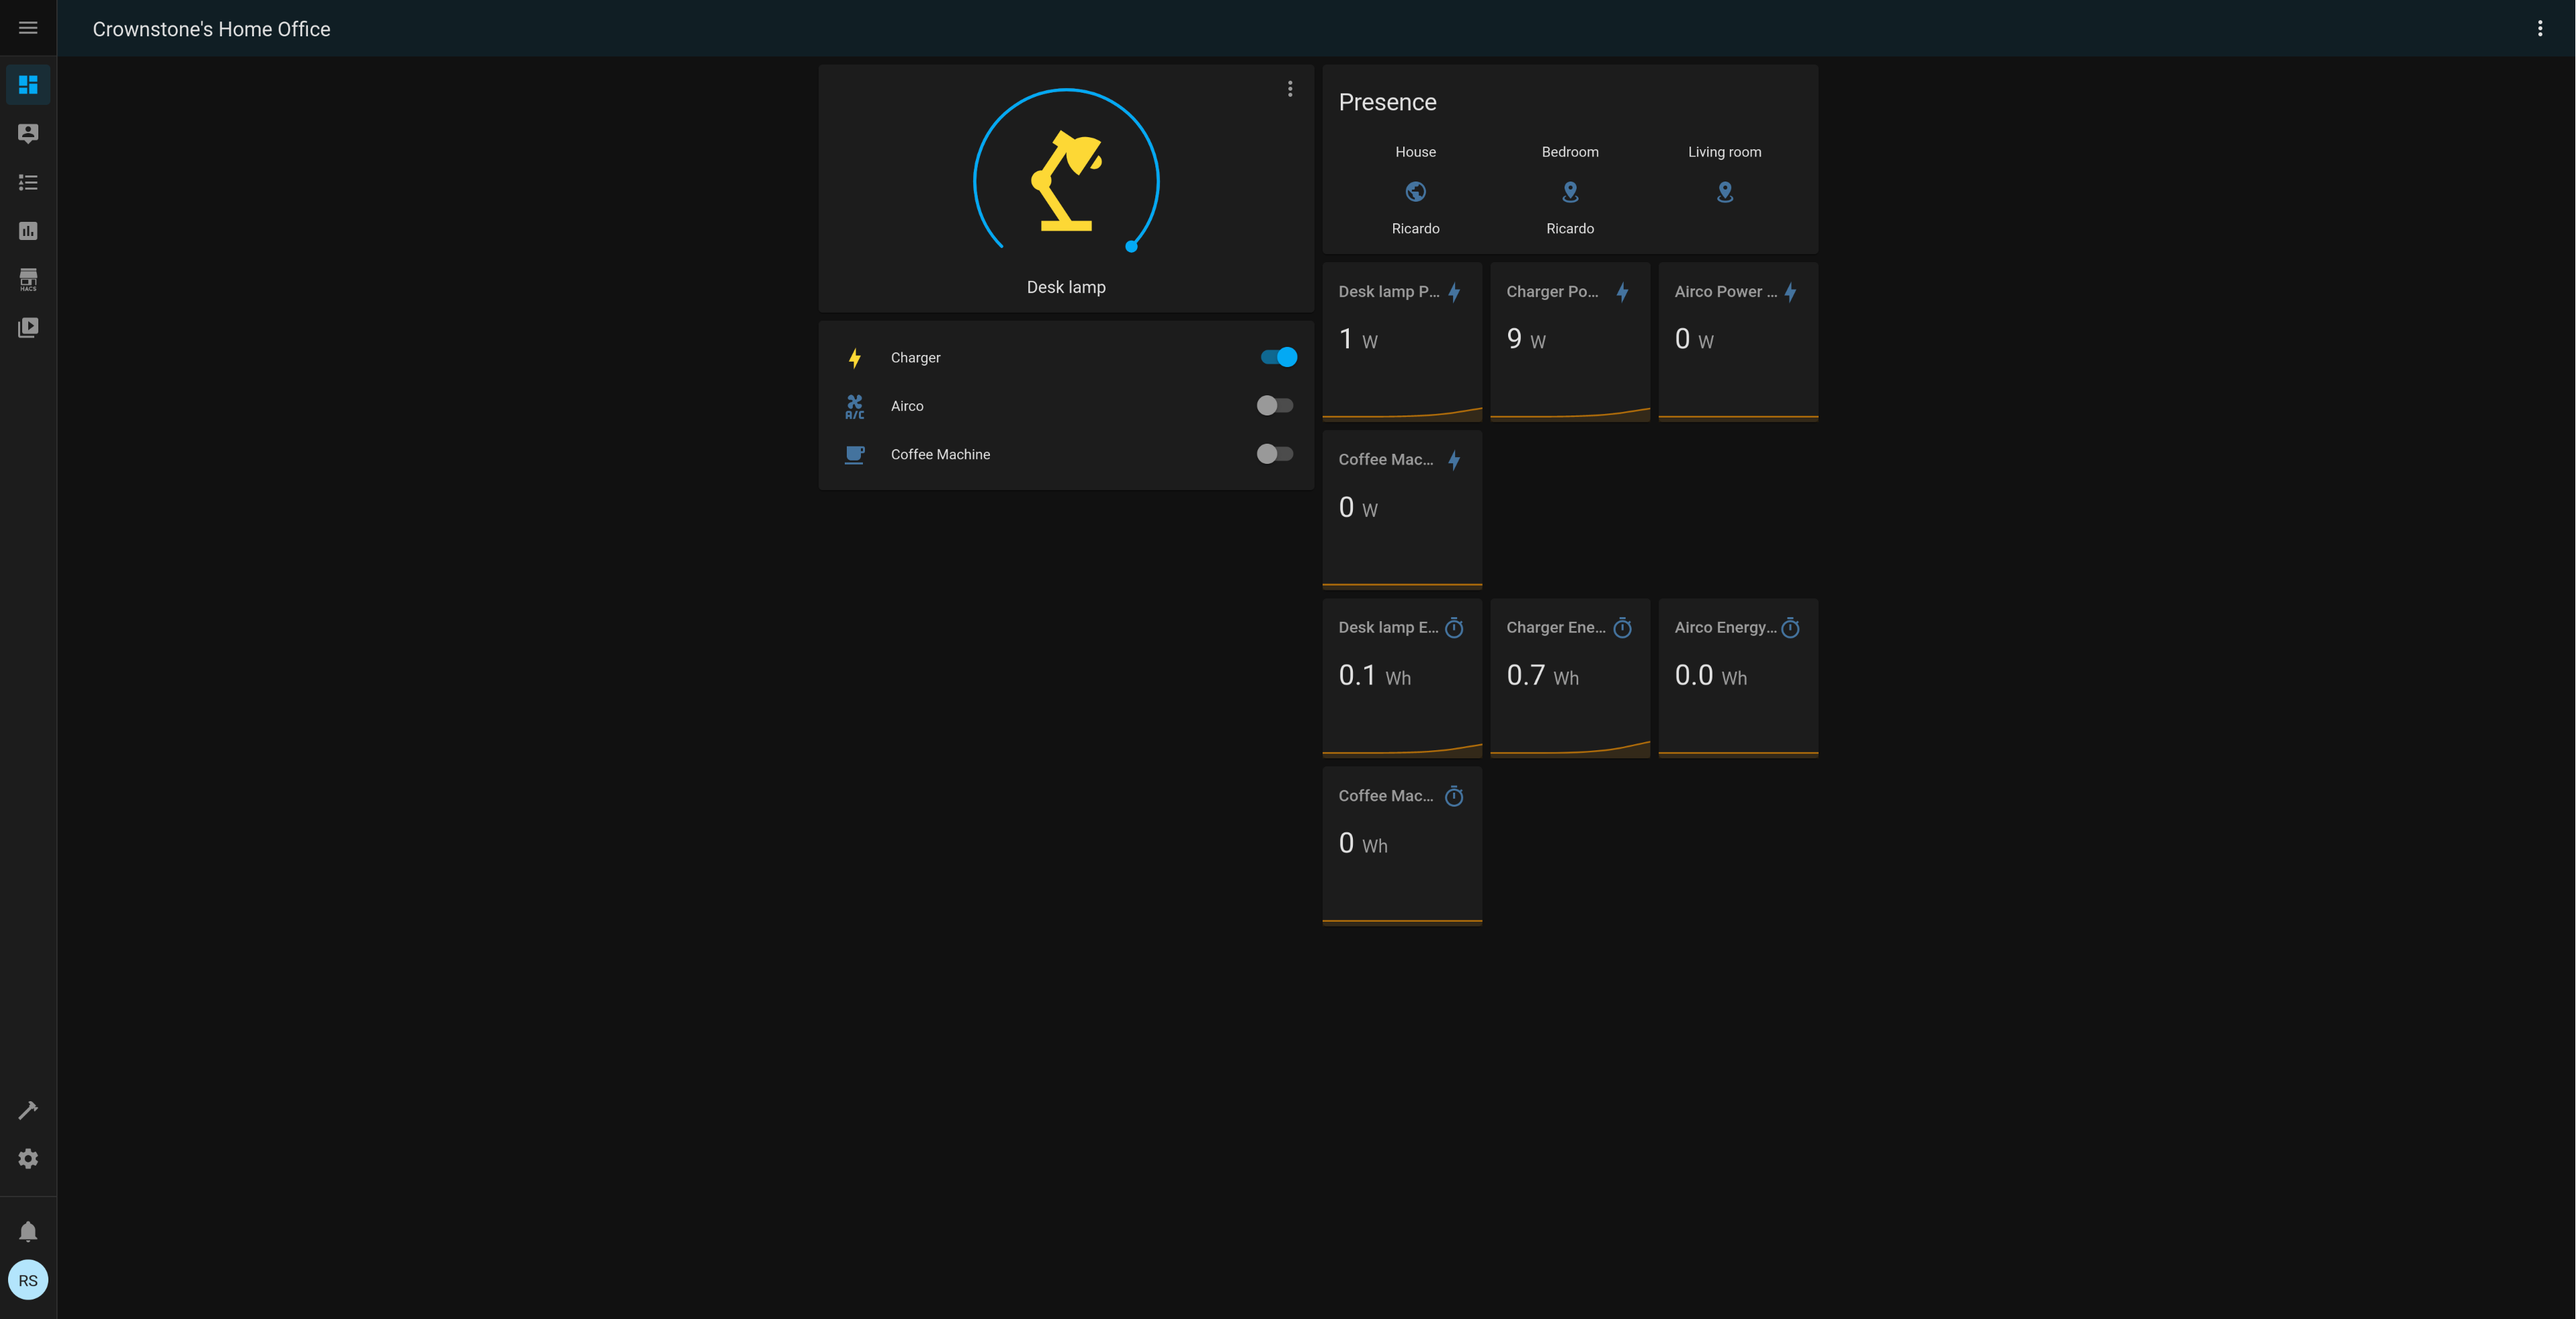 Crownstone's Home Office
HACS
RS
Desk lamp
Charger
A/C
Airco
Coffee Machine
Presence
House
Bedroom
Living room
Ricardo
Ricardo
Desk lamp P...
Charger Po...
Airco Power ...
1 W
9 W
0 W
Coffee Mac...
0 W
Desk lamp E...
Charger Ene...
Airco Energy...
0.1 Wh
0.7 Wh
0.0 Wh
Coffee Mac...
0 Wh